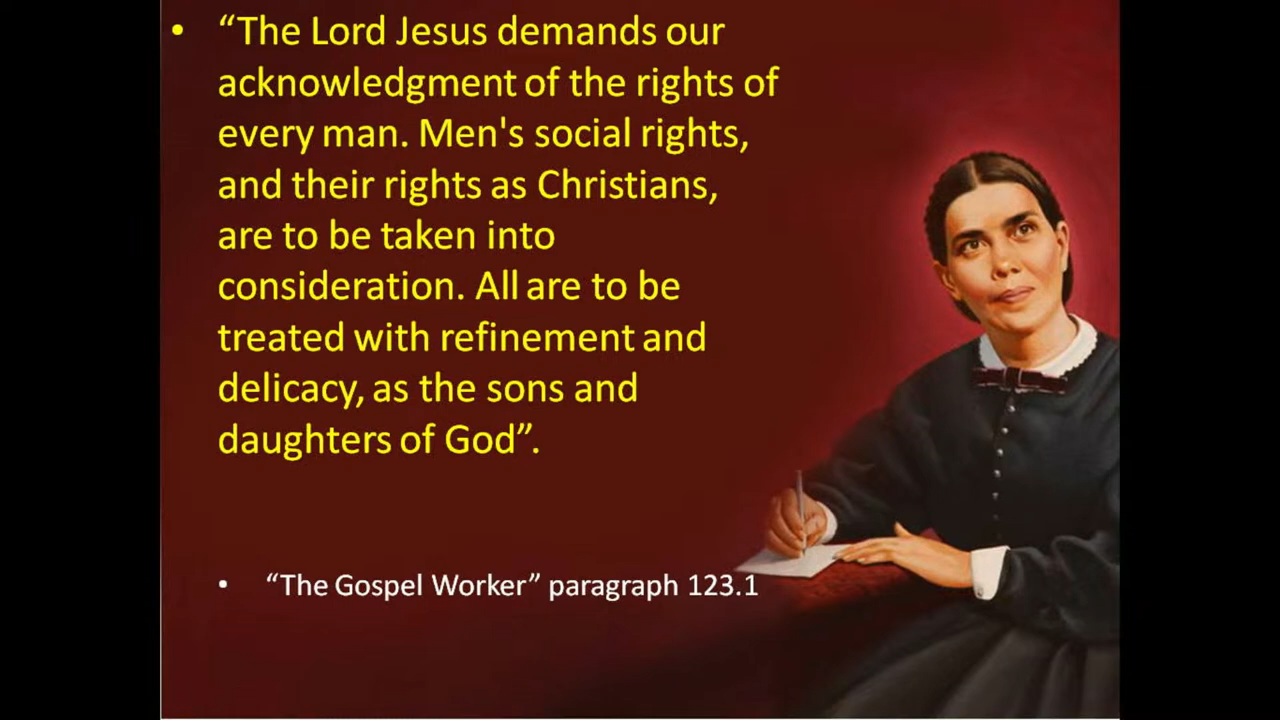 • “The Lord Jesus demands our
acknowledgment of the rights of
every man. Men's social rights,
and their rights as Christians,
are to be taken into
consideration. All are to be
treated with refinement and
delicacy, as the sons and
daughters of God”.
• “The Gospel Worker” paragraph 123.1